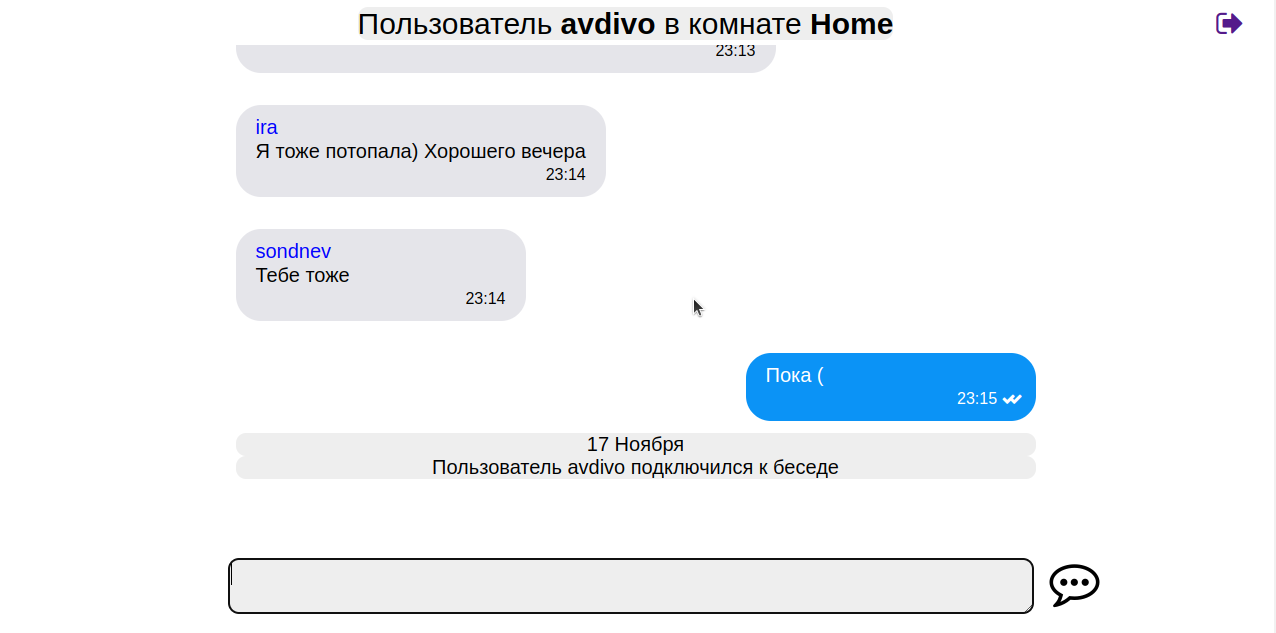 Пользователь avdivo в комнате Home
23:13
ira
Я тоже потопала) Хорошего вечера
23:14
sondnev
Тебе тоже
23:14
Пока (
23:15
17 Ноября
Пользователь avdivo подключился к беседе